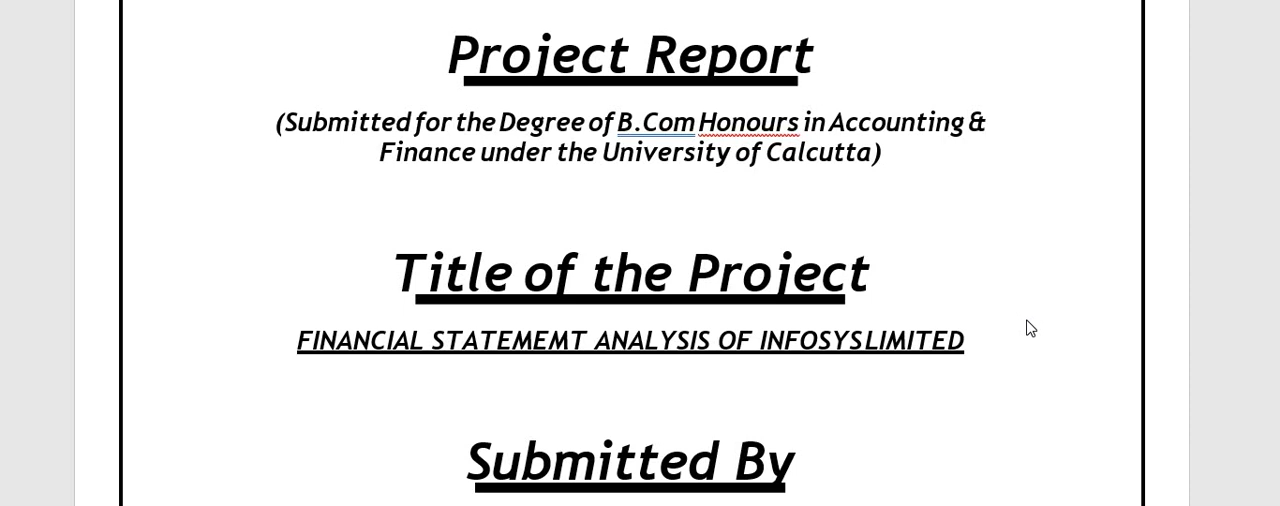 Project Report
(Submitted for the Degree of B.Com Honours in Accounting &
Finance under the University of Calcutta)
Title of the Project
FINANCIAL STATEMEMT ANALYSIS OF INFOSYS LIMITED
Submitted By